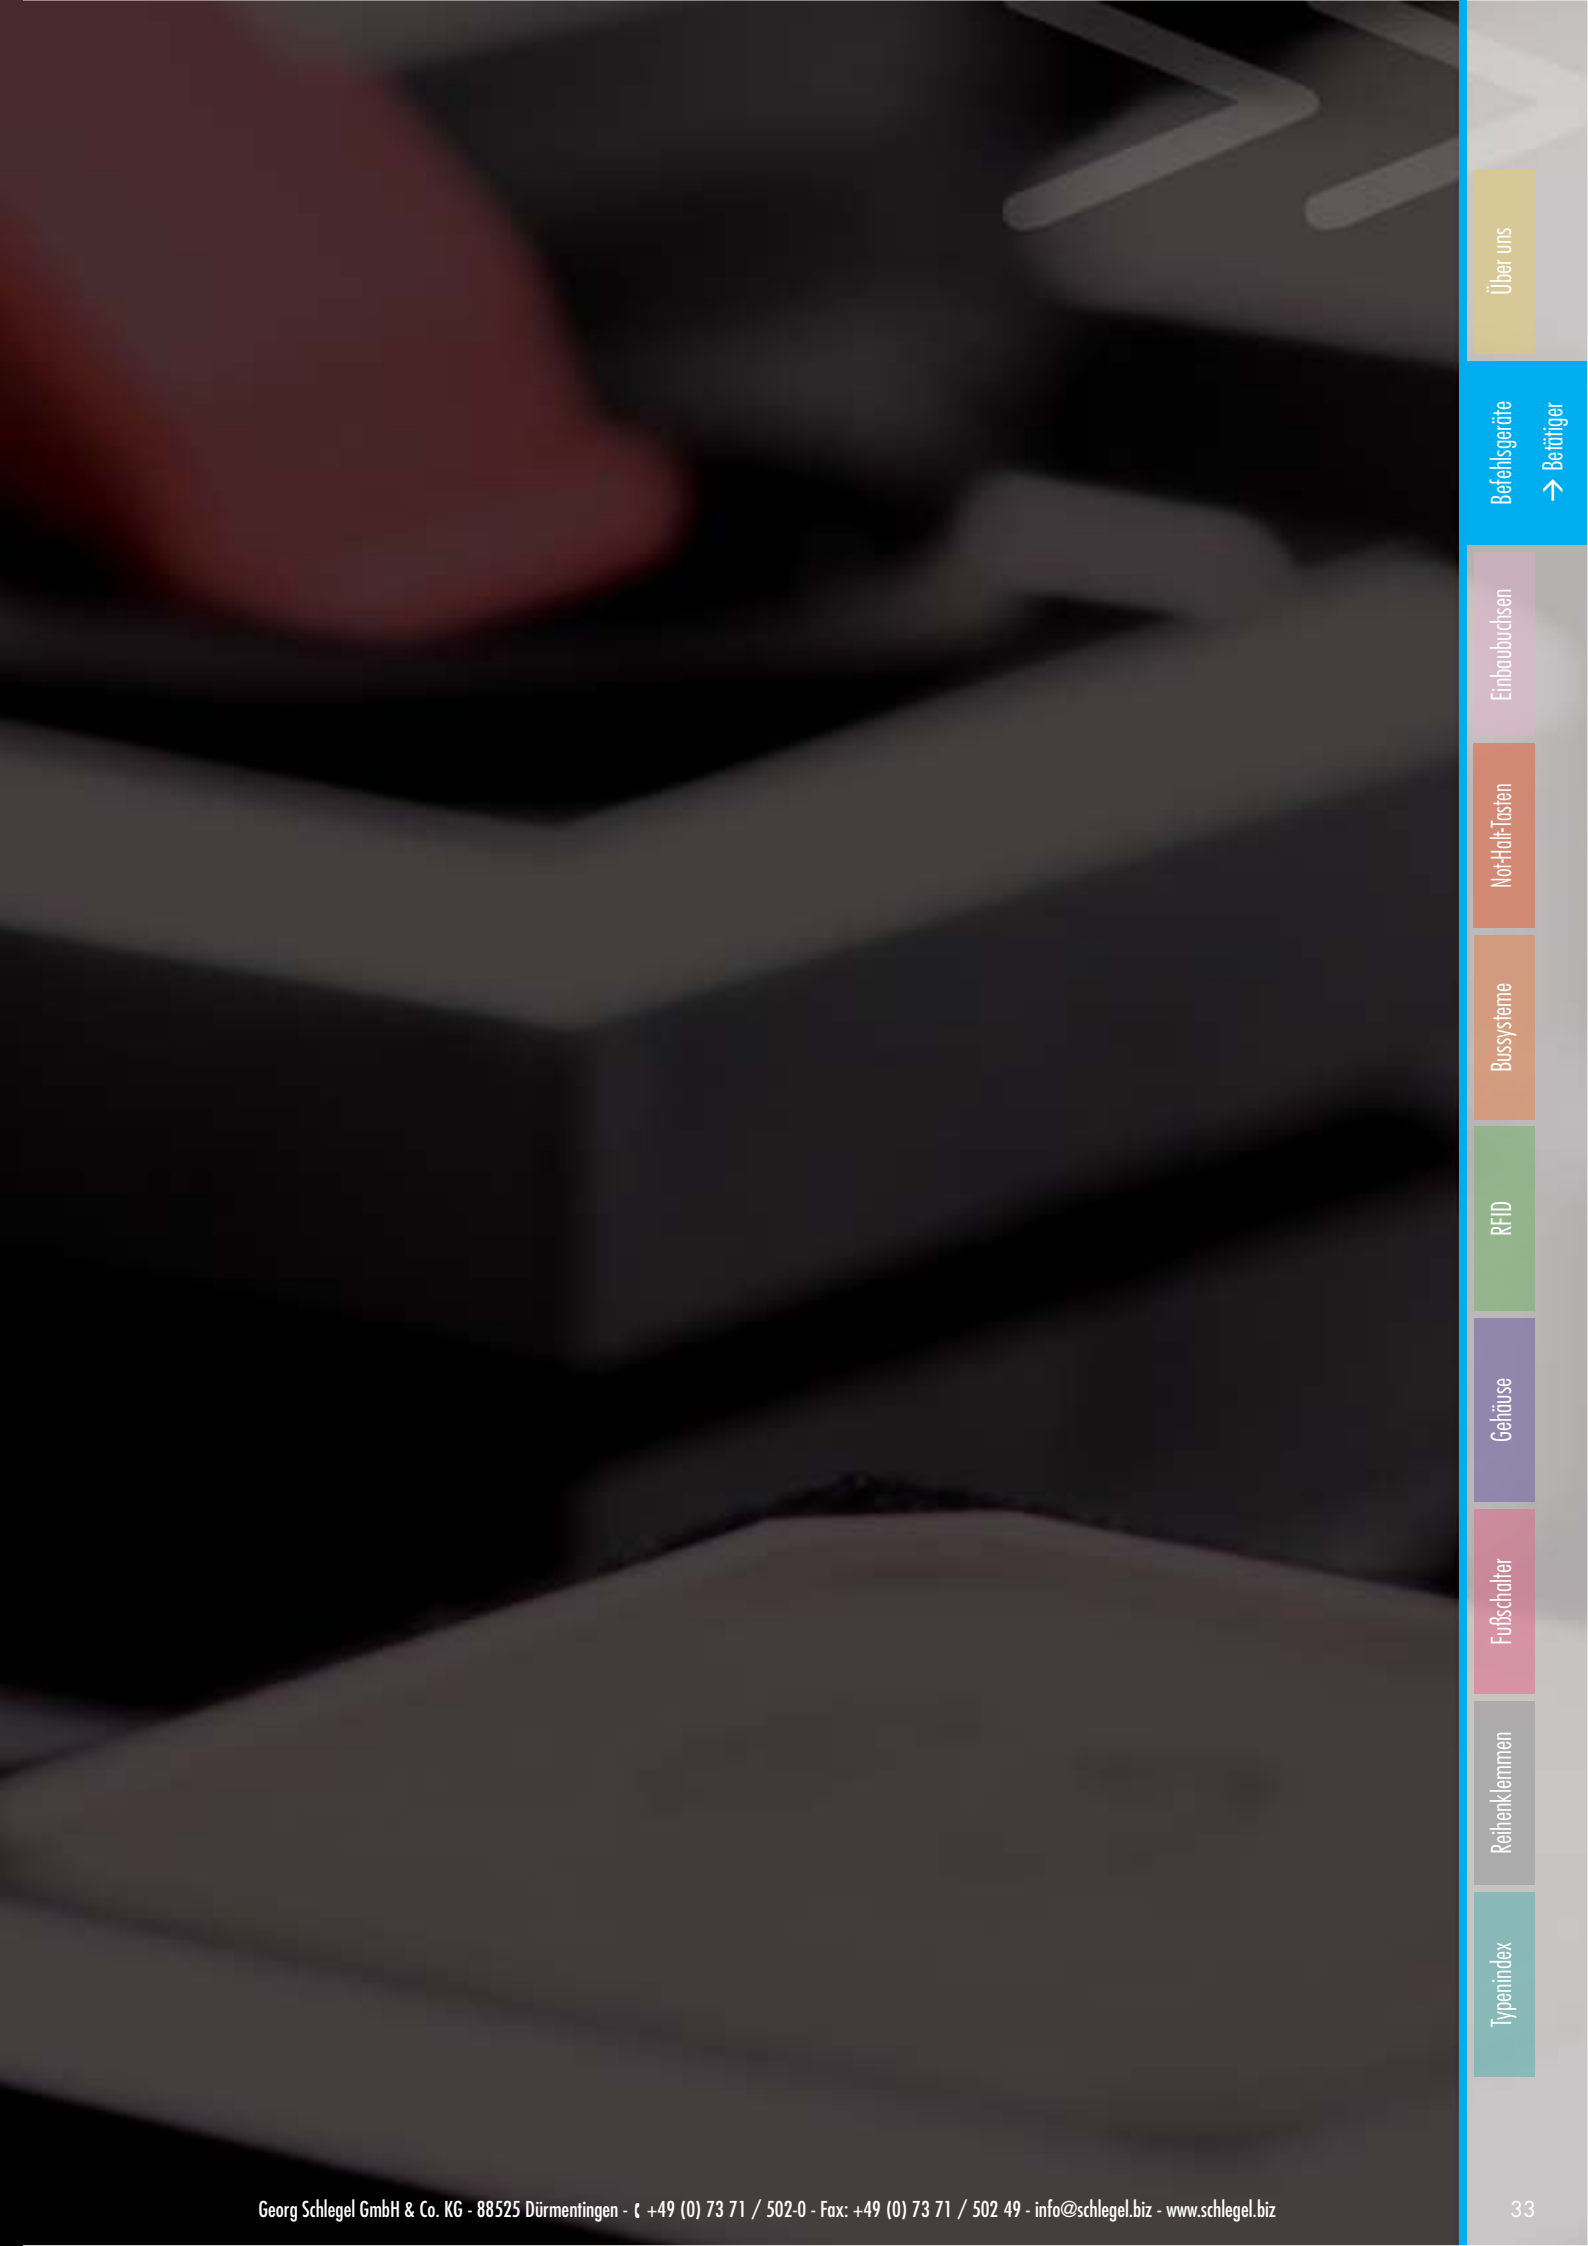 Über uns
Befehlsgeräte
→ Betätiger
Einbaubuchsen
Not-Halt-Tasten
Bussysteme
RFID
Gehäuse
Fußschalter
Reihenklemmen
Typenindex
Georg Schlegel GmbH & Co. KG - 88525 Dürmentingen - ✆ +49 (0) 73 71 / 502-0 - Fax: +49 (0) 73 71 / 502 49 - info@schlegel.biz - www.schlegel.biz
33